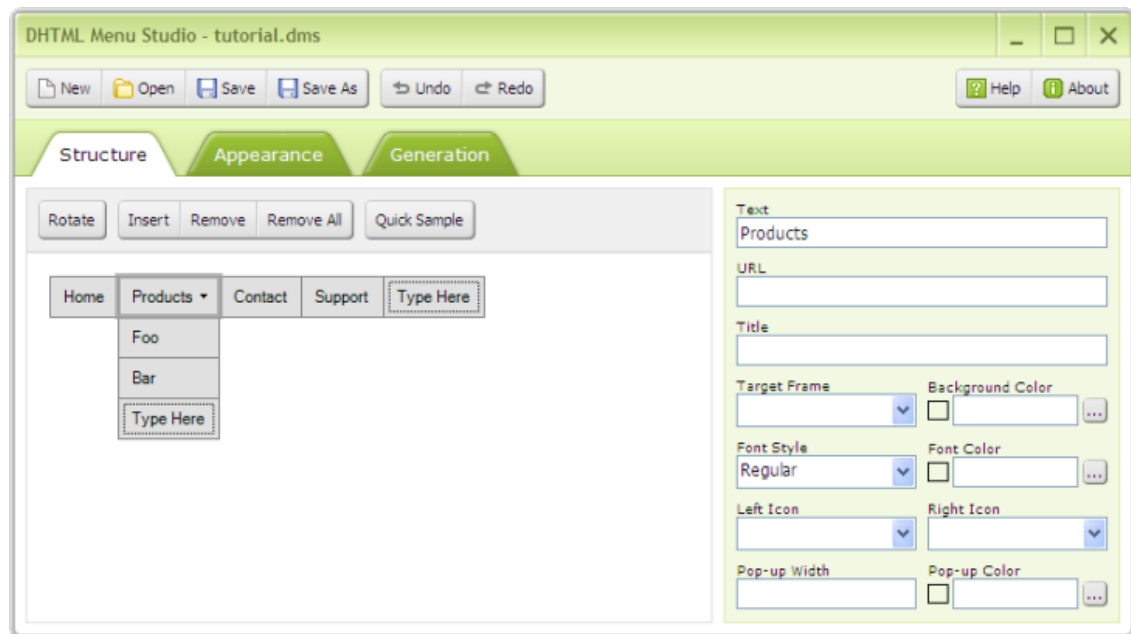 DHTML Menu Studio - tutorial.dms
New Open Save Save As Undo Redo Help About
Structure Appearance Generation
Rotate Insert Remove Remove All Quick Sample
Home Products Contact Support Type Here
Foo
Bar
Type Here
Text
Products
URL
Title
Target Frame Background Color
...
Font Style Font Color
Regular ...
Left Icon Right Icon
Pop-up Width Pop-up Color
...